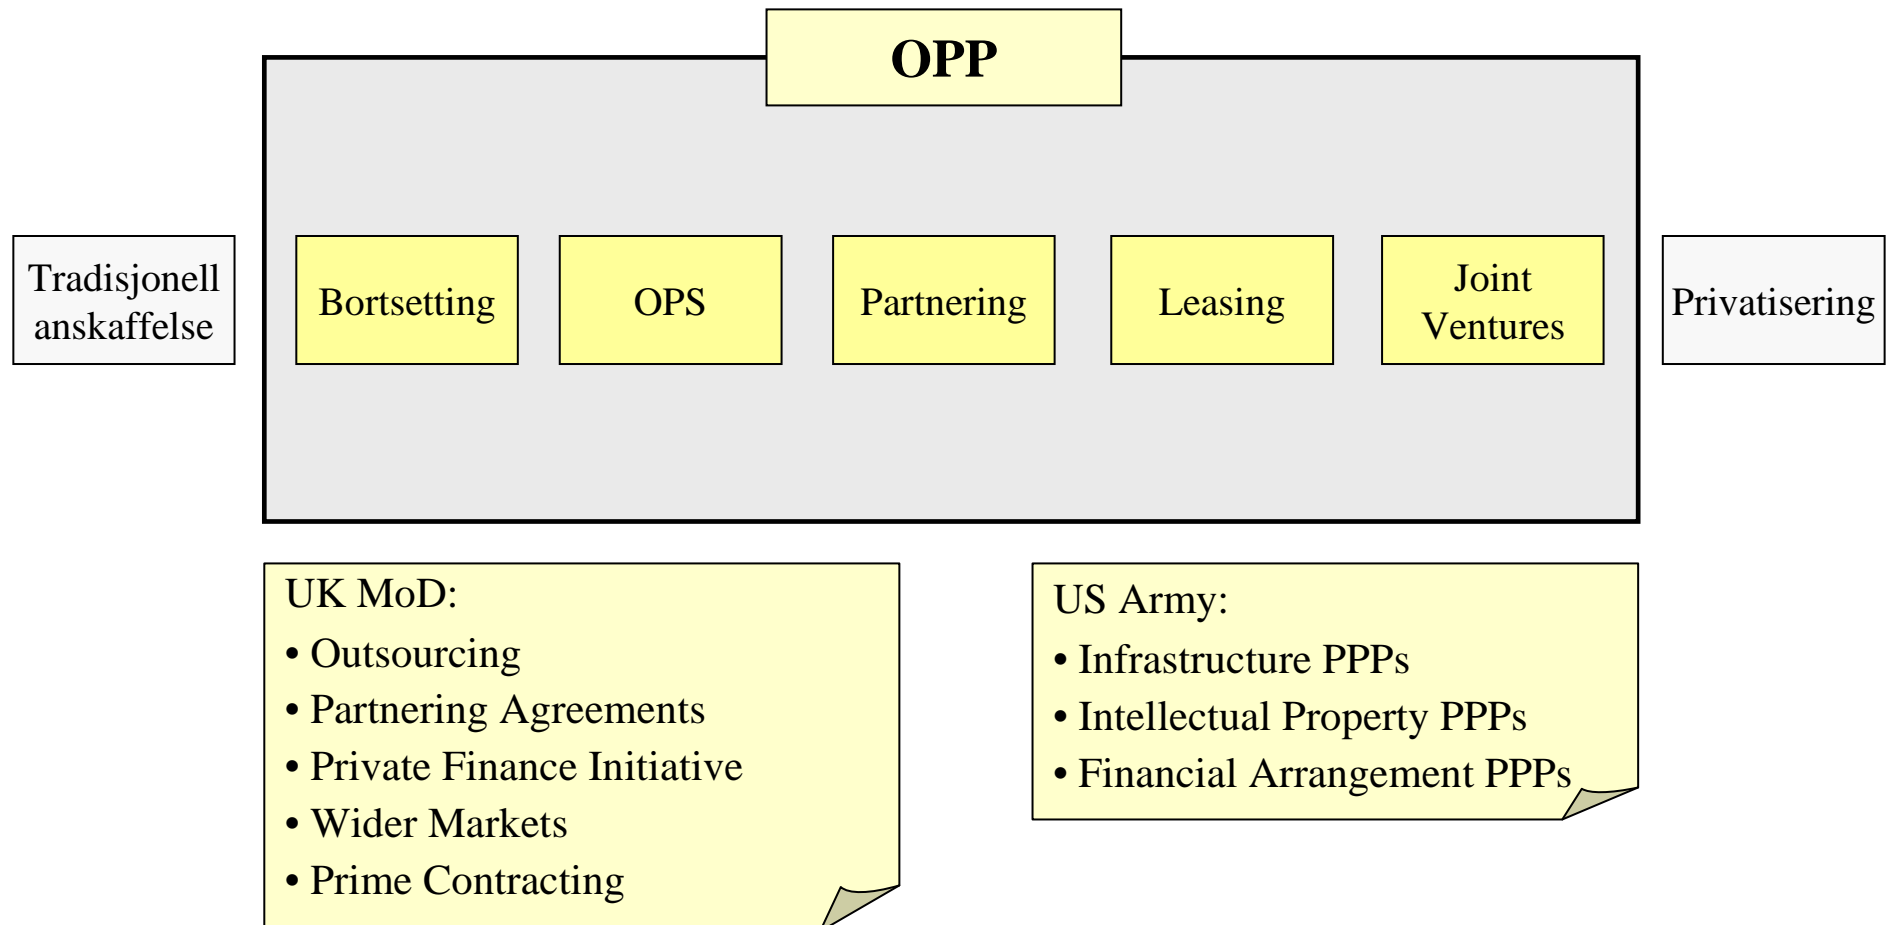 OPP
Tradisjonell
anskaffelse
Bortsetting
OPS
Partnering
Leasing
Joint
Ventures
Privatisering
UK MoD:
• Outsourcing
• Partnering Agreements
• Private Finance Initiative
• Wider Markets
• Prime Contracting
US Army:
• Infrastructure PPPs
• Intellectual Property PPPs
• Financial Arrangement PPPs